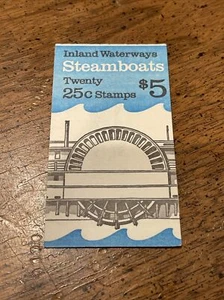 Inland Waterways
Steamboats
Twenty
25c Stamps $5